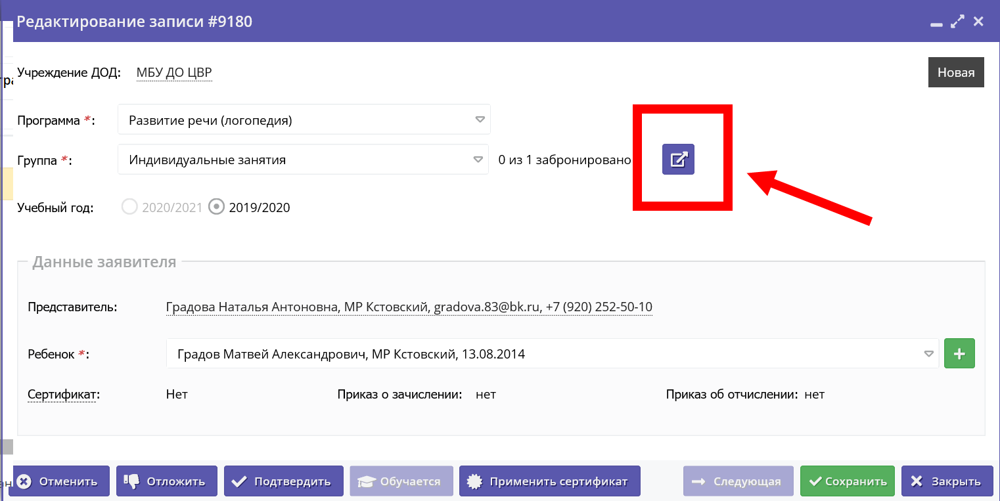 Редактирование записи #9180
Учреждение ДОД: МБУ ДО ЦВР
Новая
Программа *: Развитие речи (логопедия)
Группа *: Индивидуальные занятия 0 из 1 забронировано
Учебный год: 2020/2021 2019/2020
Данные заявителя
Представитель: Градова Наталья Антоновна, МР Кстовский, gradova.83@bk.ru, +7 (920) 252-50-10
Ребенок *: Градов Матвей Александрович, МР Кстовский, 13.08.2014
Сертификат: Нет Приказ о зачислении: нет Приказ об отчислении: нет
Отменить Отложить Подтвердить Обучается Применить сертификат Следующая Сохранить Закрыть